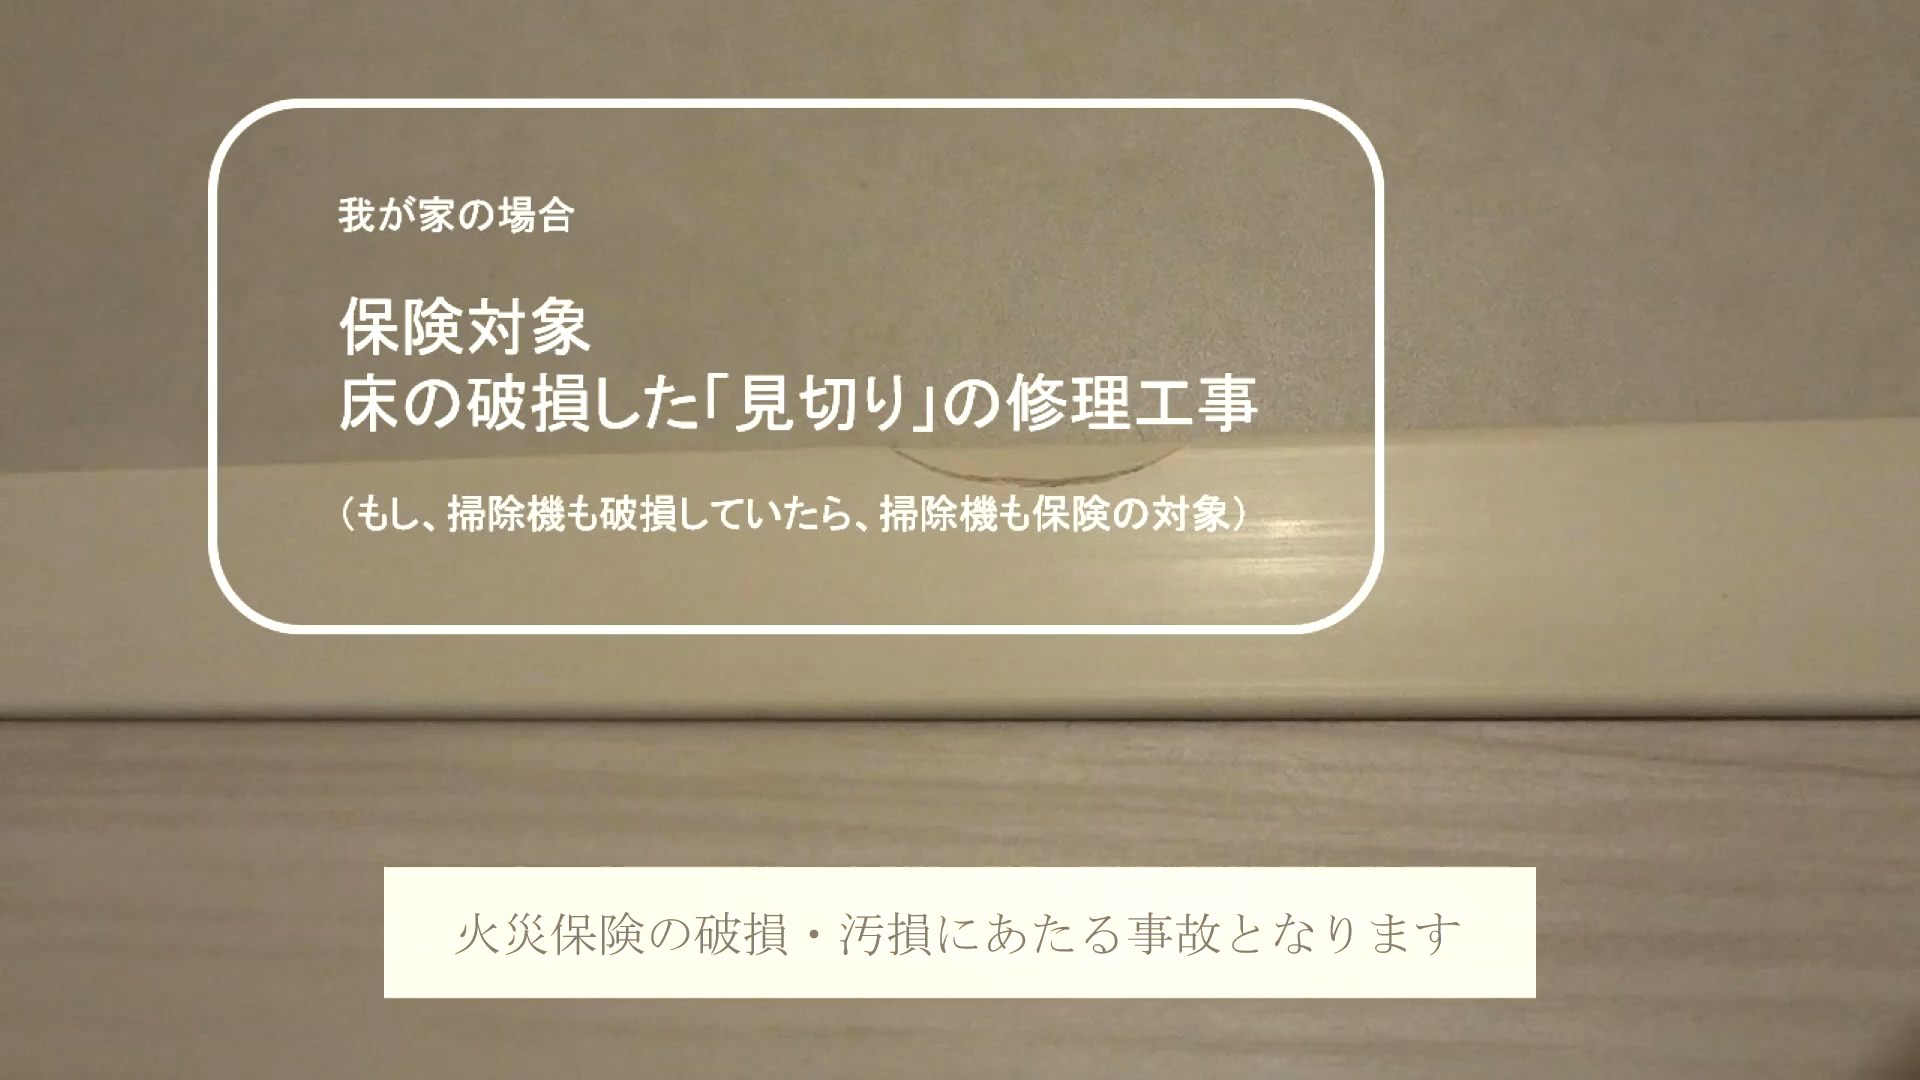 我が家の場合
保険対象
床の破損した「見切り」の修理工事
（もし、掃除機も破損していたら、掃除機も保険の対象）
火災保険の破損・汚損にあたる事故となります